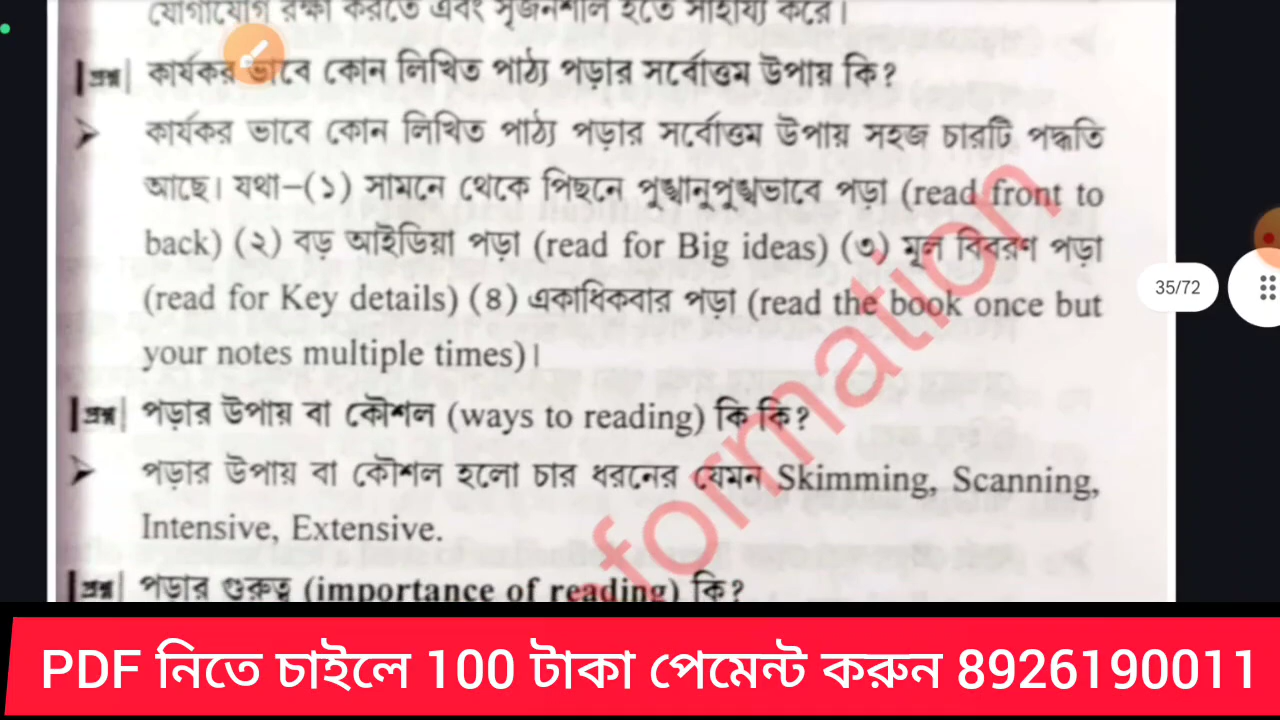 যোগাযোগ রক্ষা করতে এবং সৃজনশীল হতে সাহায্য করে।
প্রশ্ন কার্যকর ভাবে কোন লিখিত পাঠ্য পড়ার সর্বোত্তম উপায় কি?
➤ কার্যকর ভাবে কোন লিখিত পাঠ্য পড়ার সর্বোত্তম উপায় সহজ চারটি পদ্ধতি
আছে। যথা–(১) সামনে থেকে পিছনে পুঙ্খানুপুঙ্খভাবে পড়া (read front to
back) (২) বড় আইডিয়া পড়া (read for Big ideas) (৩) মূল বিবরণ পড়া
(read for Key details) (৪) একাধিকবার পড়া (read the book once but
your notes multiple times)।
প্রশ্ন পড়ার উপায় বা কৌশল (ways to reading) কি কি?
➤ পড়ার উপায় বা কৌশল হলো চার ধরনের যেমন Skimming, Scanning,
Intensive, Extensive.
প্রশ্ন পড়ার গুরুত্ব (importance of reading) কি?
formation
35/72
PDF নিতে চাইলে 100 টাকা পেমেন্ট করুন 8926190011